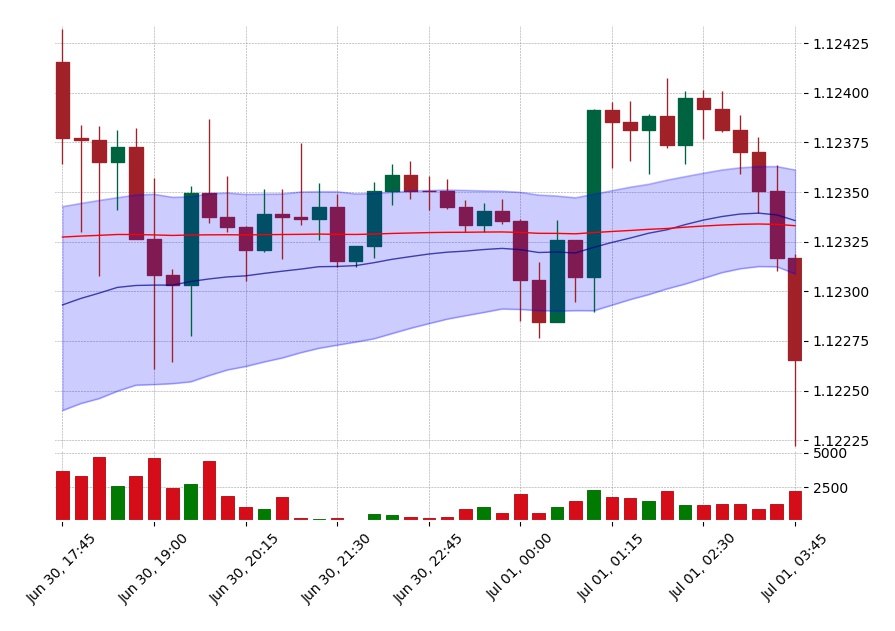 1.12425
1.12400
1.12375
1.12350
1.12325
1.12300
1.12275
1.12250
1.12225
5000
2500
Jun 30, 17:45
Jun 30, 19:00
Jun 30, 20:15
Jun 30, 21:30
Jun 30, 22:45
Jul 01, 00:00
Jul 01, 01:15
Jul 01, 02:30
Jul 01, 03:45